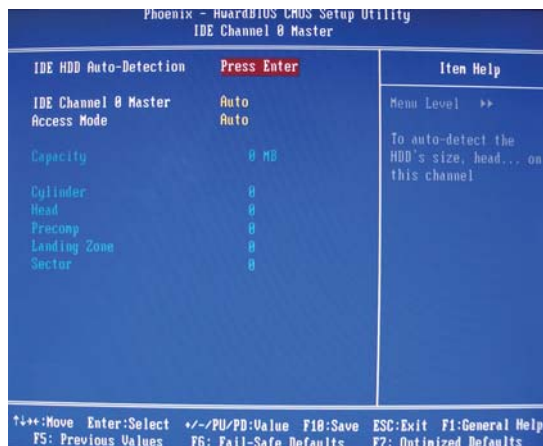 Phoenix - AwardBIOS CMOS Setup Utility
IDE Channel 0 Master
IDE HDD Auto-Detection Press Enter
Item Help
IDE Channel 0 Master Auto
Access Mode Auto
Menu Level ▸▸
Capacity 0 MB
To auto-detect the
HDD's size, head... on
this channel
Cylinder 0
Head 0
Precomp 0
Landing Zone 0
Sector 0
↑↓→←:Move Enter:Select +/-/PU/PD:Value F10:Save ESC:Exit F1:General Help
F5: Previous Values F6: Fail-Safe Defaults F7: Optimized Defaults